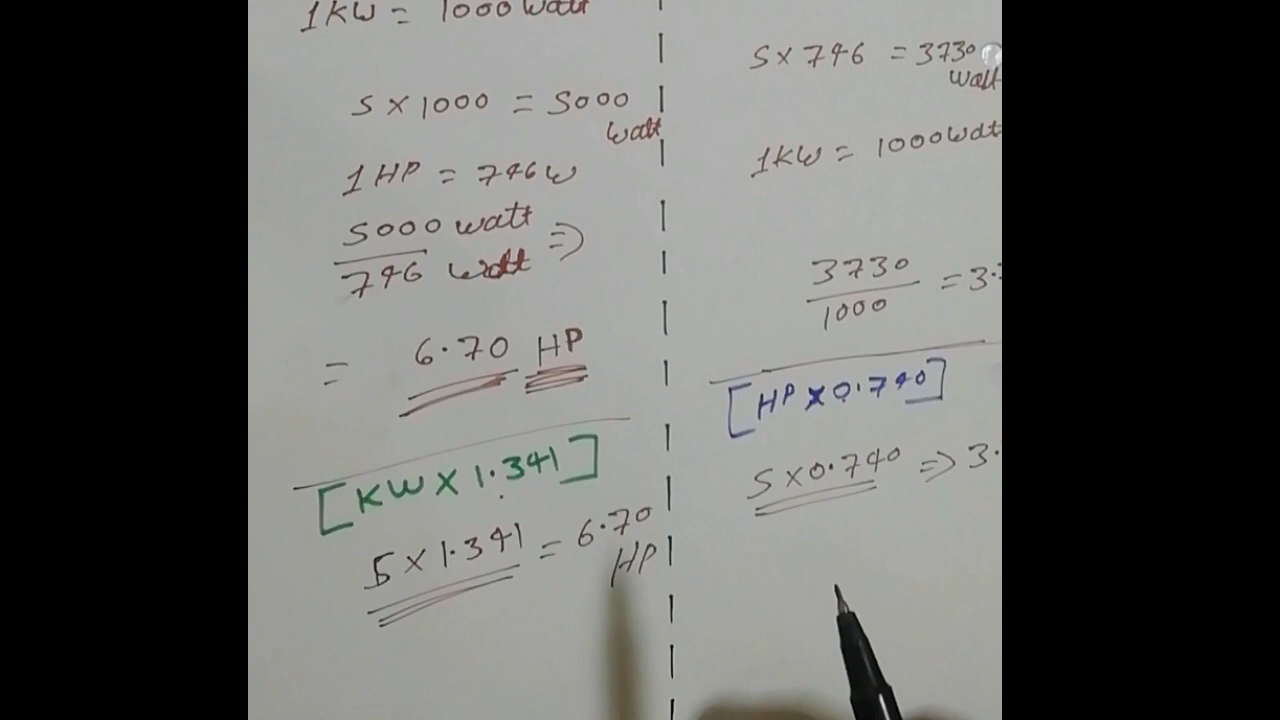 1KW = 1000 watt
5 x 1000 = 5000
watt
1 HP = 746w
5000 watt =>
746 watt
= 6.70 HP
[KW X 1.341]
5 x 1.341 = 6.70
HP
5 x 746 = 3730
watt
1KW = 1000 watt
3730
1000
= 3.
[HP X 0.740]
5 x 0.740 => 3.